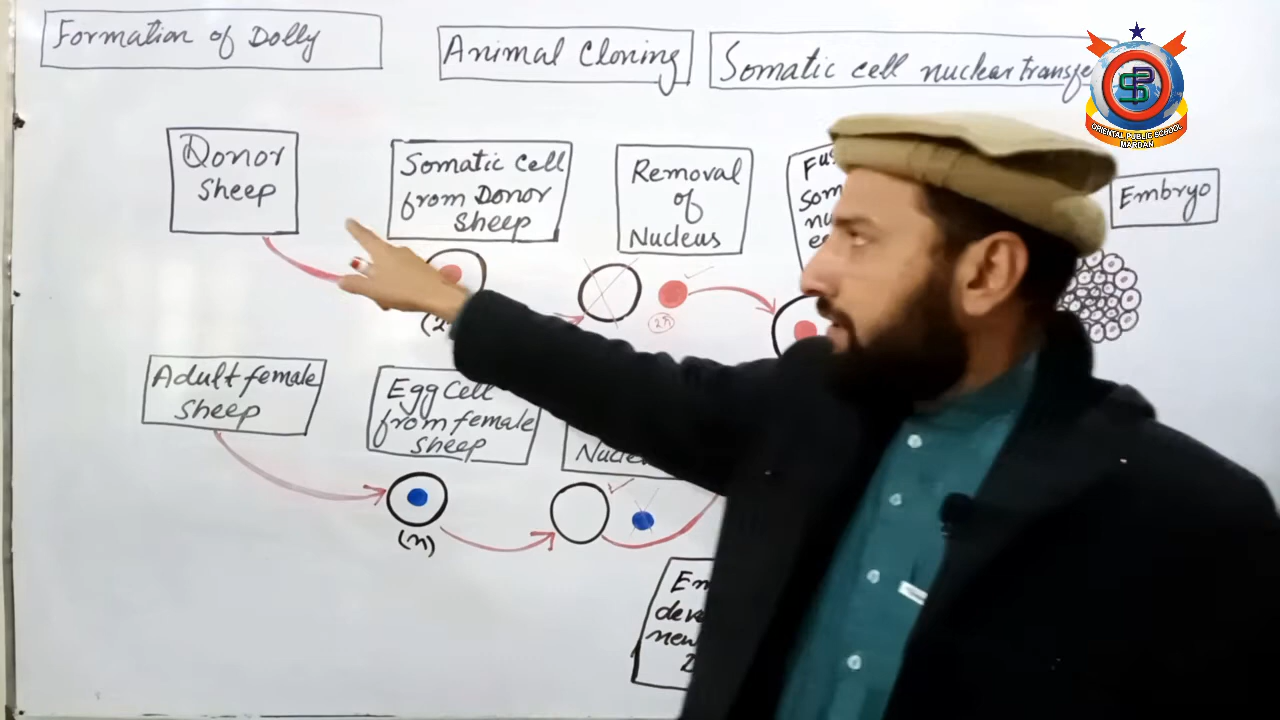 Formation of Dolly
Animal Cloning
Somatic cell nuclear transfe
ORIENTAL PUBLIC SCHOOL
MARDAN
Donor
Sheep
Somatic Cell
from Donor
Sheep
Removal
of
Nucleus
Embryo
2n
Adult female
Sheep
Egg Cell
from female
Sheep
(n)